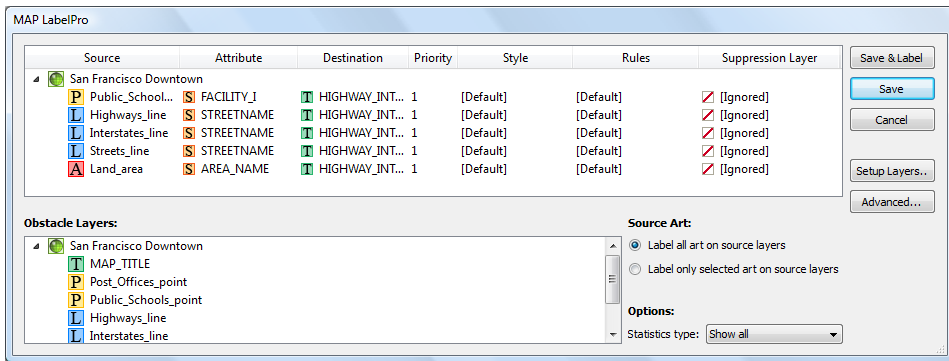 MAP LabelPro
Source Attribute Destination Priority Style Rules Suppression Layer
San Francisco Downtown
P Public_School... S FACILITY_I T HIGHWAY_INT... 1 [Default] [Default] [Ignored]
L Highways_line S STREETNAME T HIGHWAY_INT... 1 [Default] [Default] [Ignored]
L Interstates_line S STREETNAME T HIGHWAY_INT... 1 [Default] [Default] [Ignored]
L Streets_line S STREETNAME T HIGHWAY_INT... 1 [Default] [Default] [Ignored]
A Land_area S AREA_NAME T HIGHWAY_INT... 1 [Default] [Default] [Ignored]
Save & Label
Save
Cancel
Setup Layers..
Advanced...
Obstacle Layers:
San Francisco Downtown
T MAP_TITLE
P Post_Offices_point
P Public_Schools_point
L Highways_line
L Interstates_line
Source Art:
Label all art on source layers
Label only selected art on source layers
Options:
Statistics type: Show all